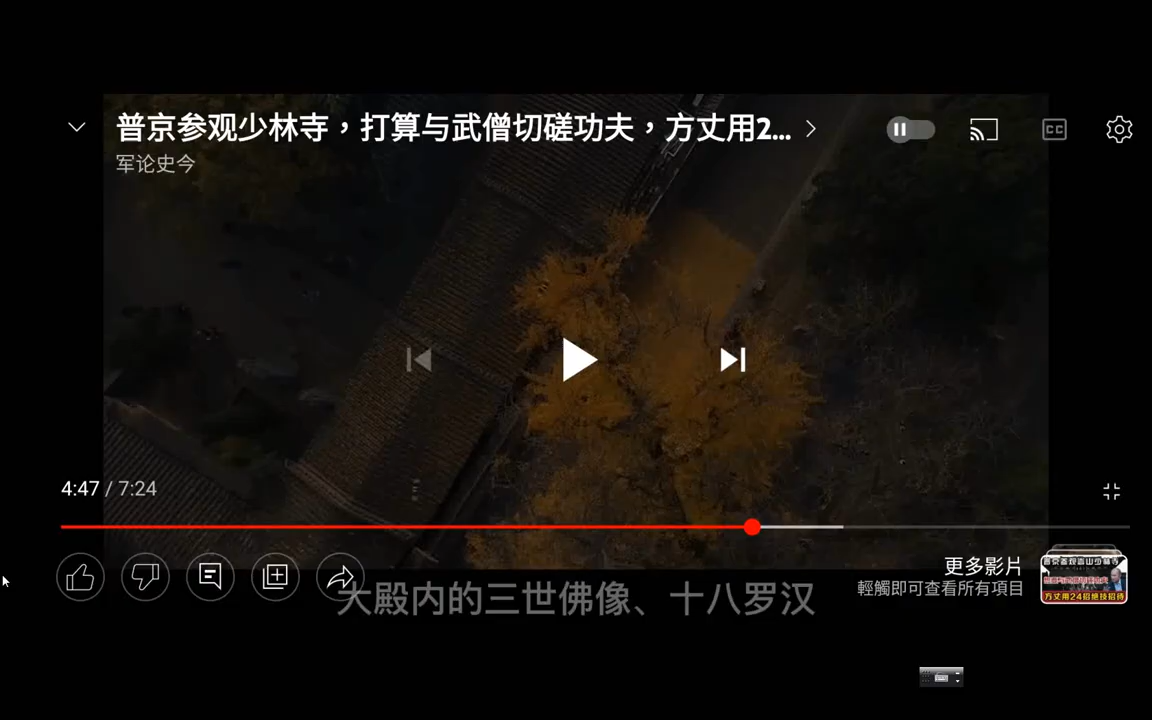 普京参观少林寺，打算与武僧切磋功夫，方丈用2...
军论史今
CC
4:47 / 7:24
更多影片
輕觸即可查看所有項目
大殿内的三世佛像、十八罗汉
方丈用24招绝技招待